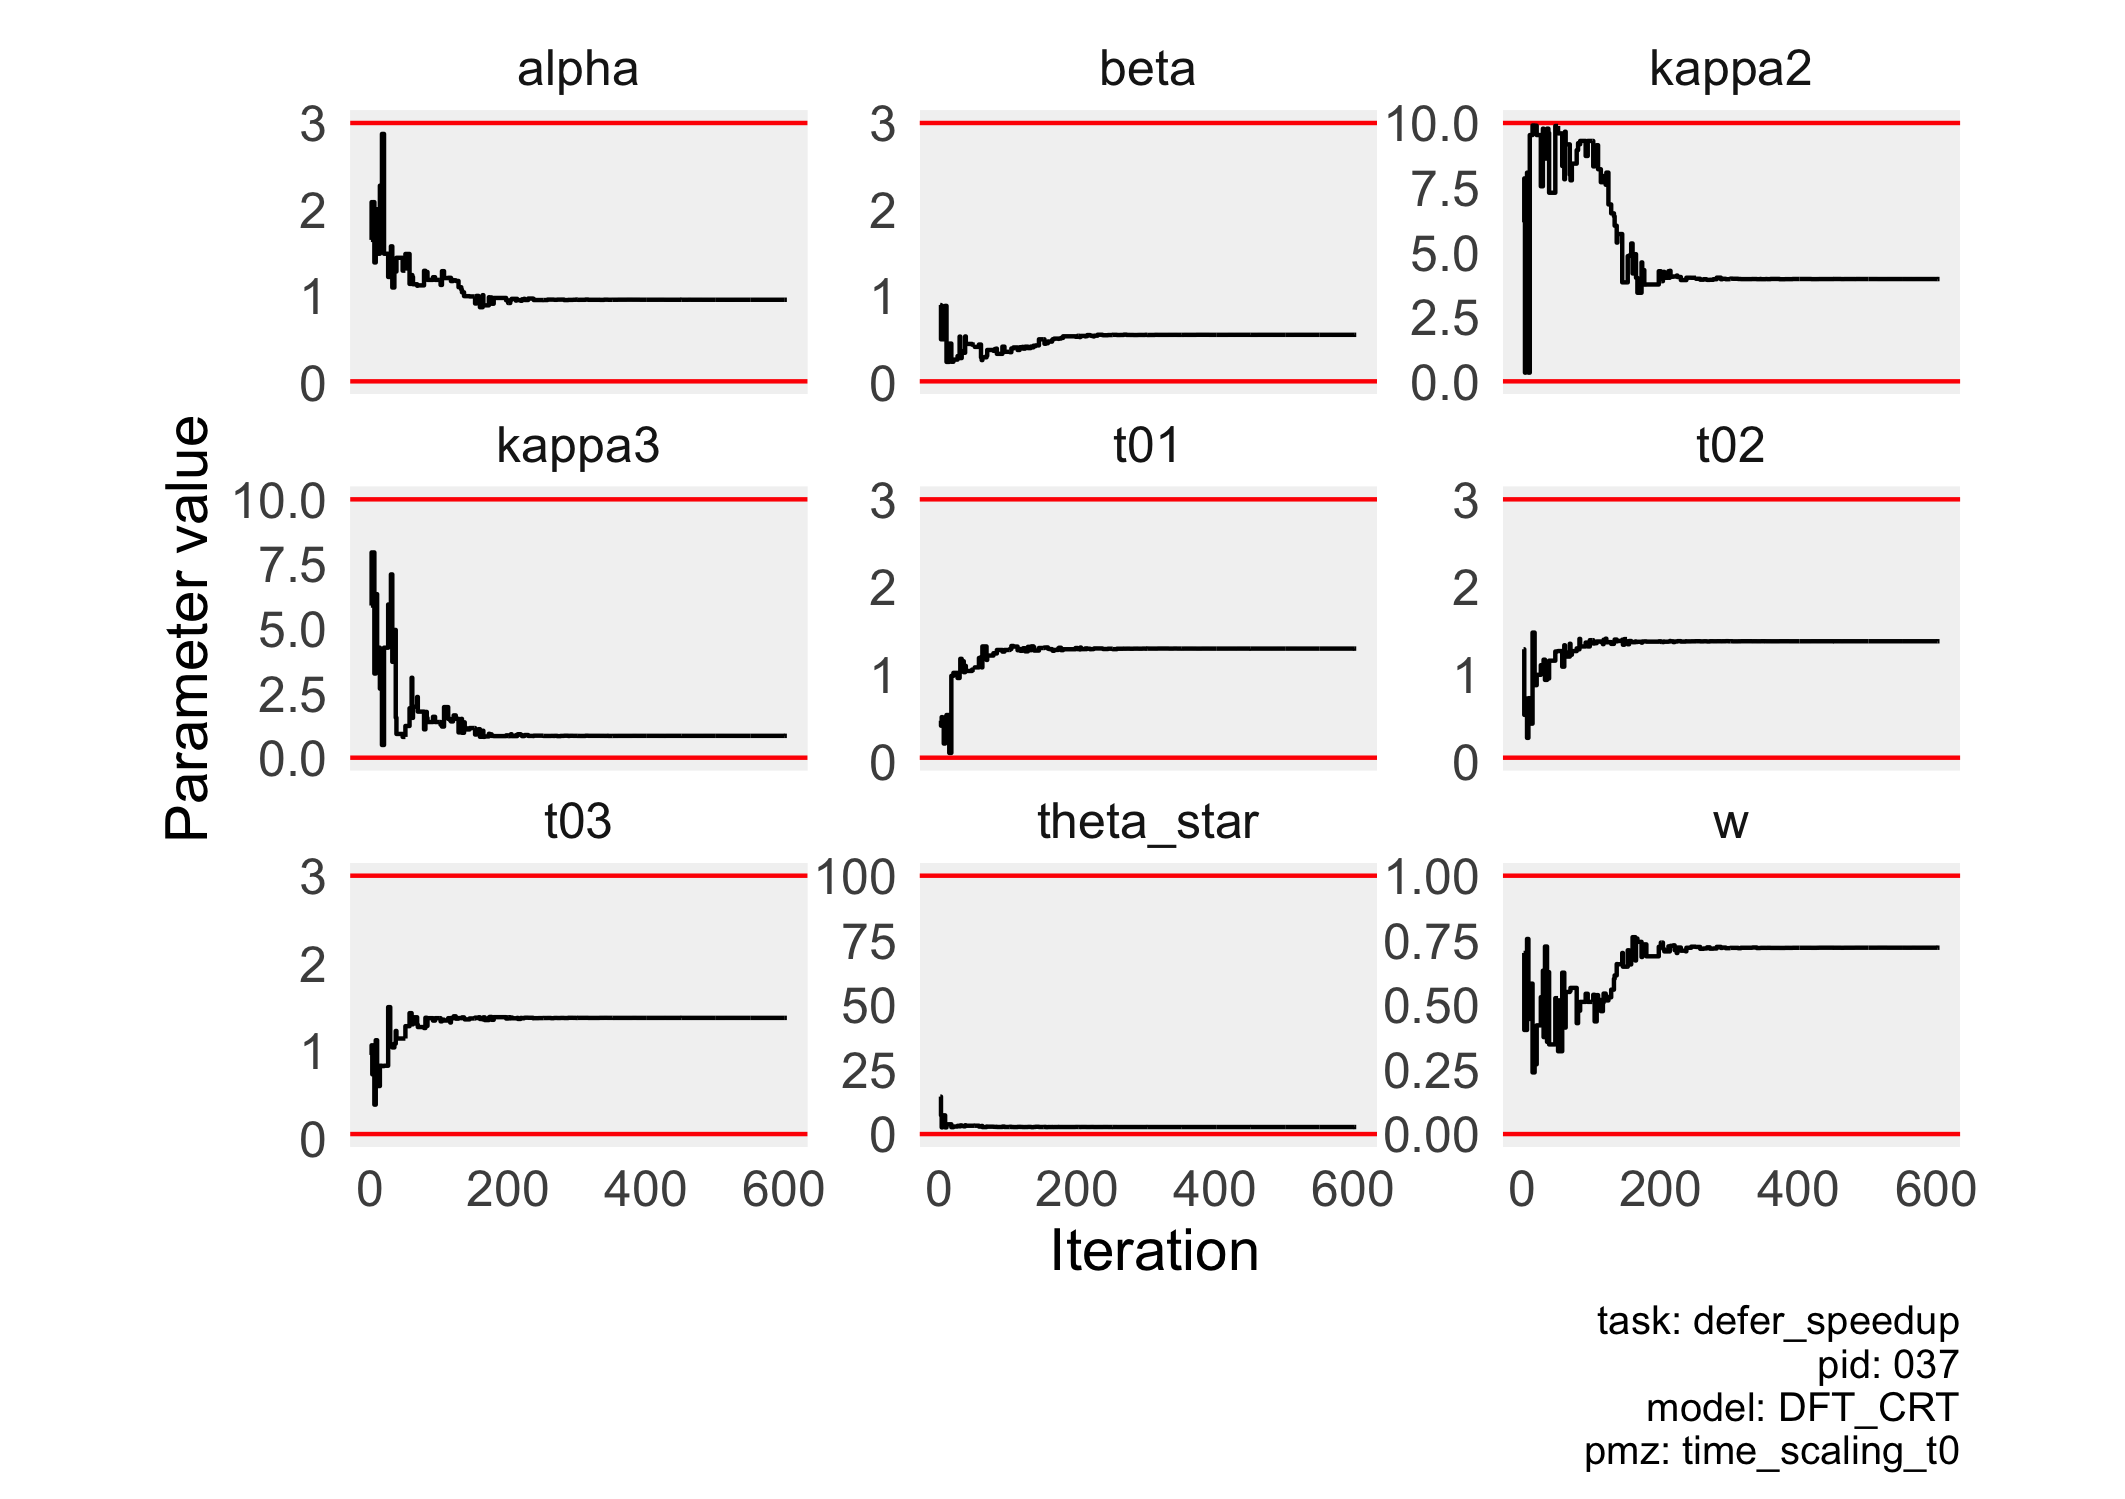 alpha
beta
kappa2
3
2
1
0
3
2
1
0
10.0
7.5
5.0
2.5
0.0
kappa3
t01
t02
10.0
7.5
5.0
2.5
0.0
3
2
1
0
3
2
1
0
t03
theta_star
w
3
2
1
0
100
75
50
25
0
1.00
0.75
0.50
0.25
0.00
0 200 400 600
0 200 400 600
0 200 400 600
Parameter value
Iteration
task: defer_speedup
pid: 037
model: DFT_CRT
pmz: time_scaling_t0